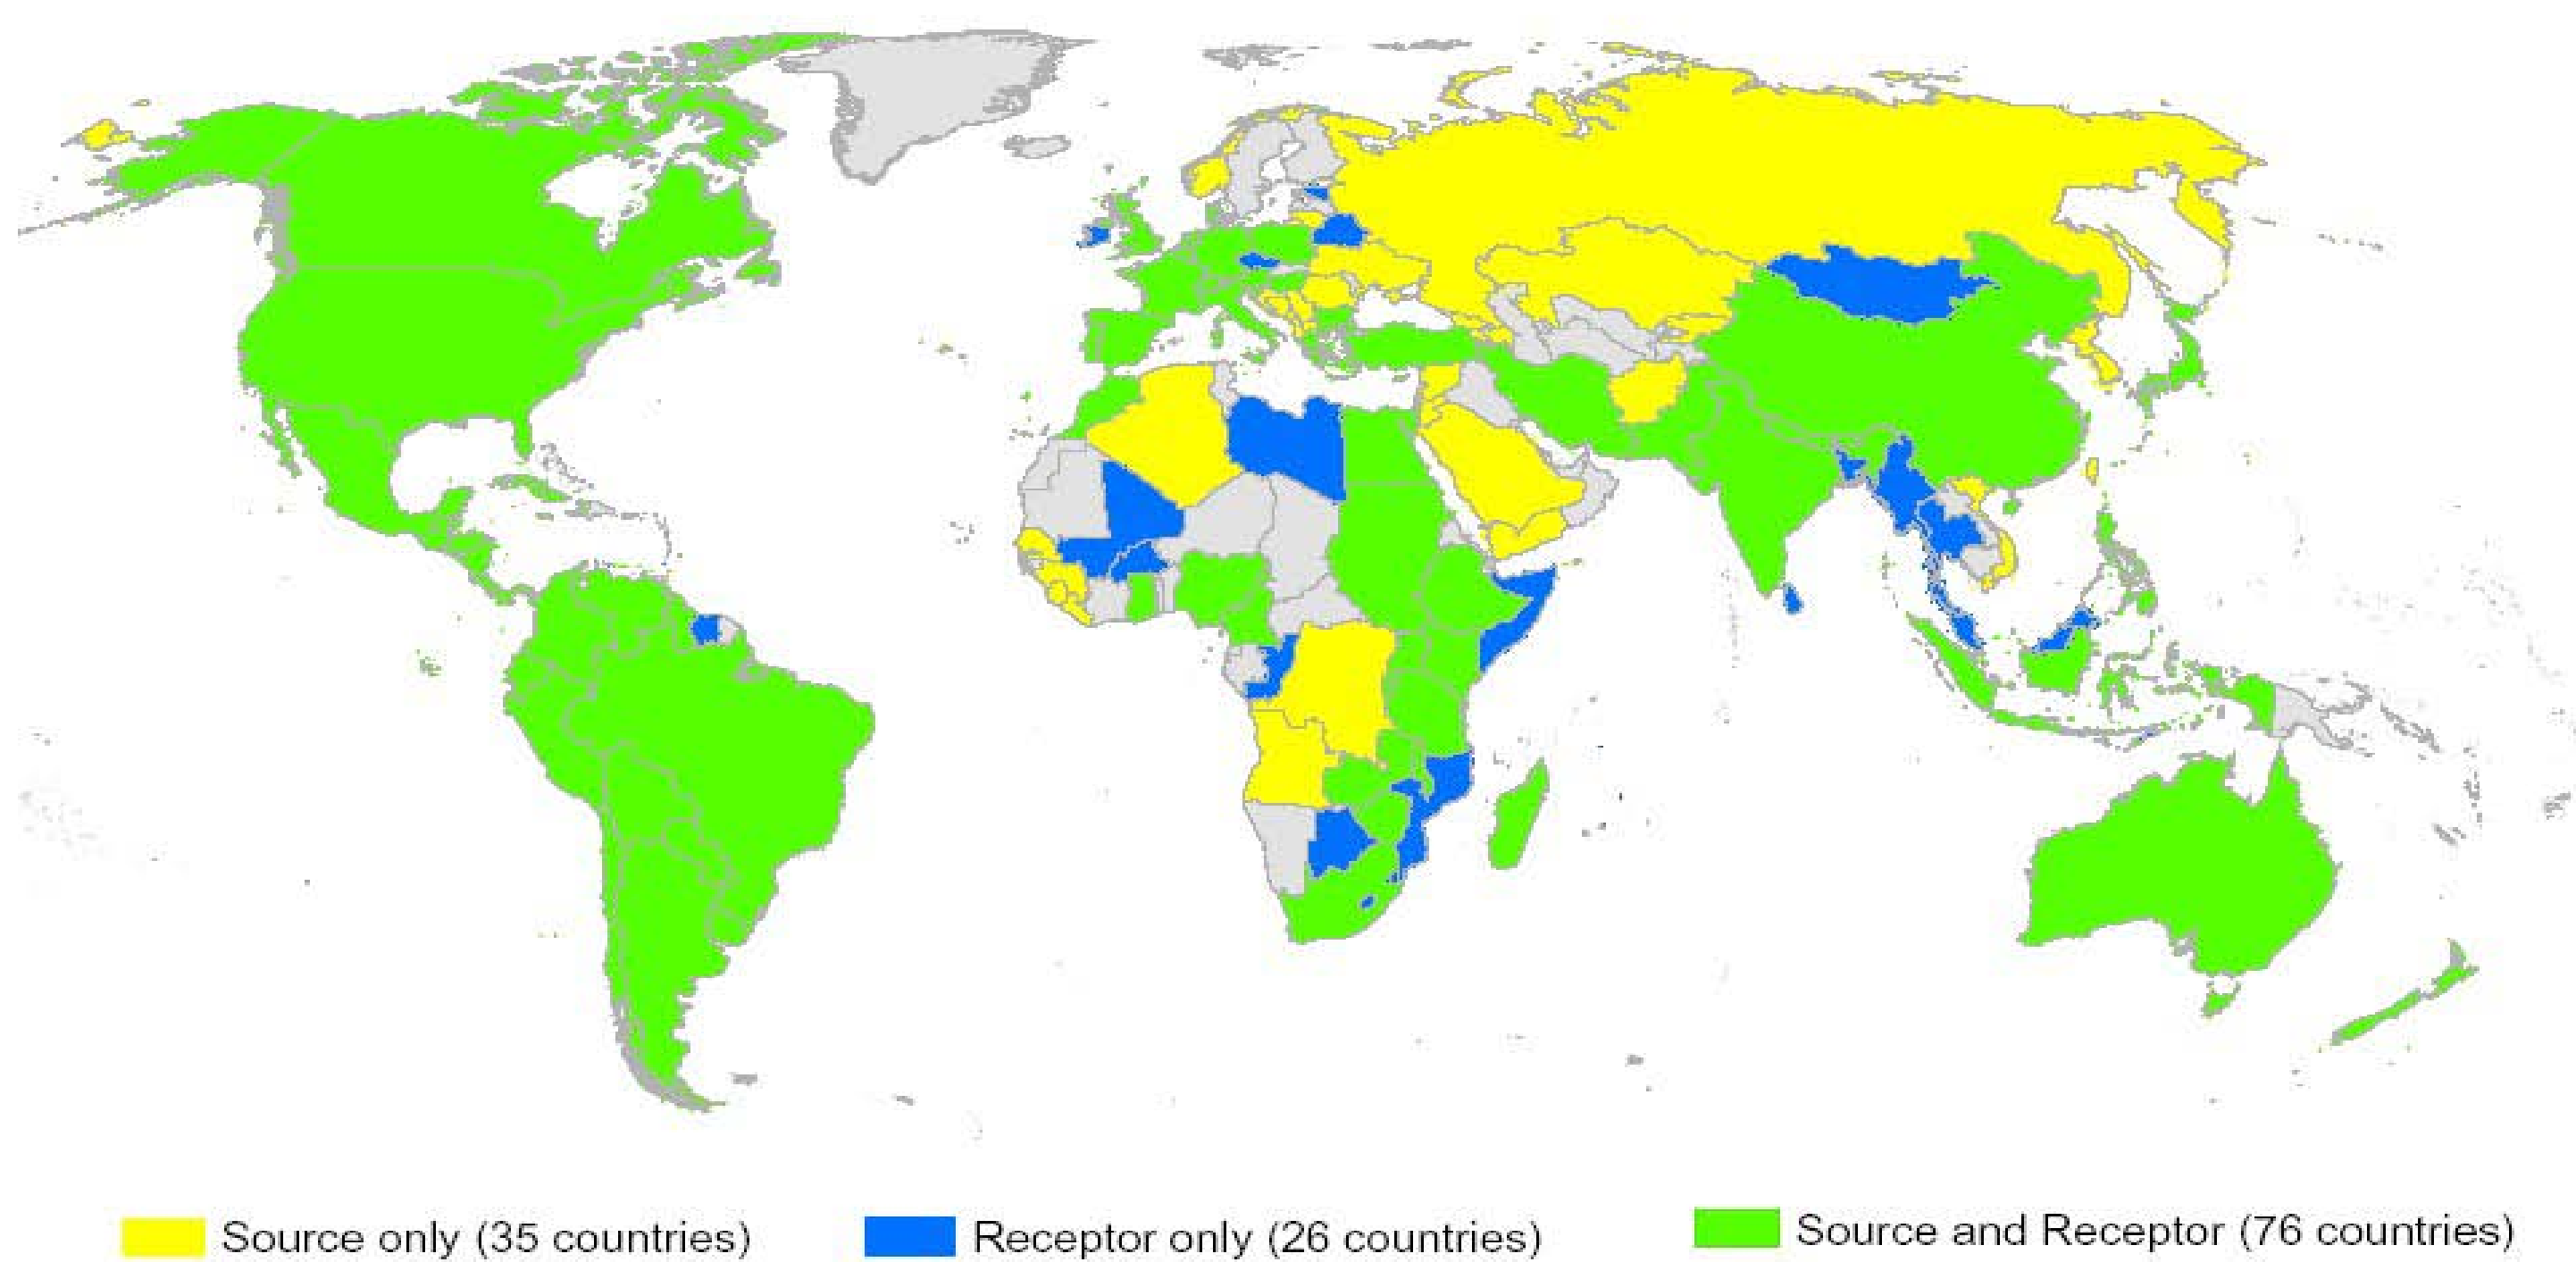 Source only (35 countries)
Receptor only (26 countries)
Source and Receptor (76 countries)